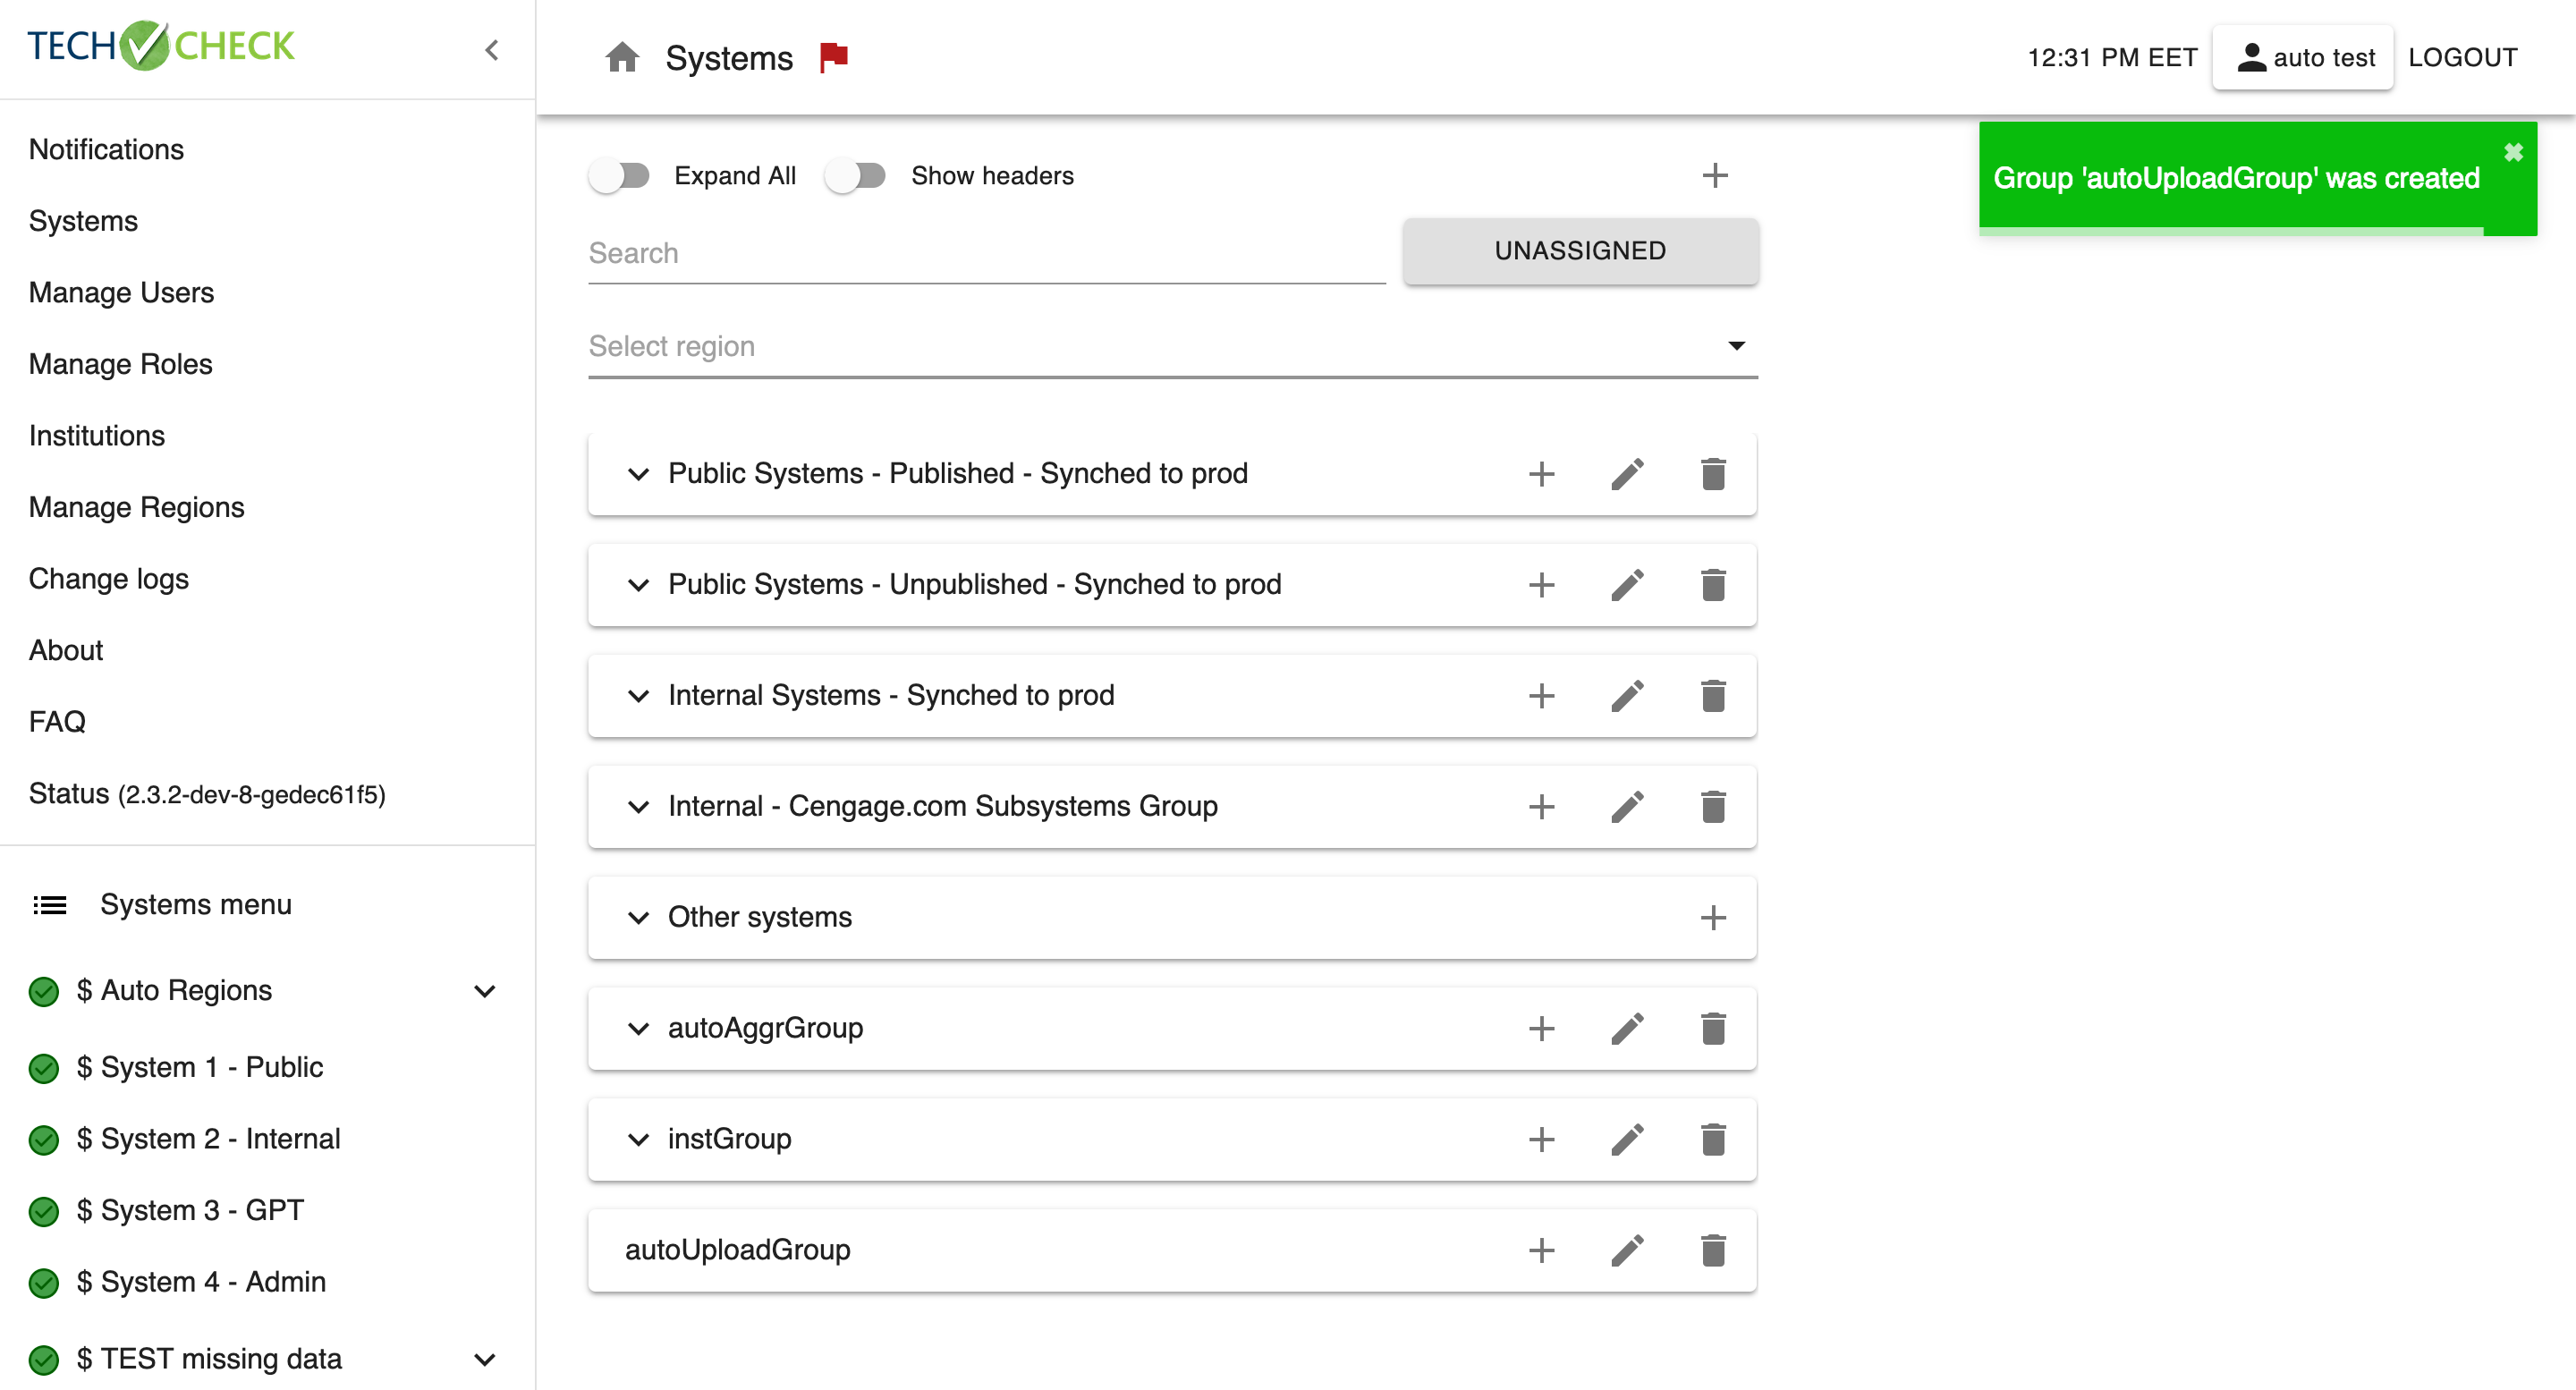 TECH CHECK
Notifications
Systems
Manage Users
Manage Roles
Institutions
Manage Regions
Change logs
About
FAQ
Status (2.3.2-dev-8-gedec61f5)
Systems menu
$ Auto Regions
$ System 1 - Public
$ System 2 - Internal
$ System 3 - GPT
$ System 4 - Admin
$ TEST missing data
Systems
12:31 PM EET
auto test
LOGOUT
Group 'autoUploadGroup' was created
Expand All
Show headers
Search
UNASSIGNED
Select region
Public Systems - Published - Synched to prod
Public Systems - Unpublished - Synched to prod
Internal Systems - Synched to prod
Internal - Cengage.com Subsystems Group
Other systems
autoAggrGroup
instGroup
autoUploadGroup